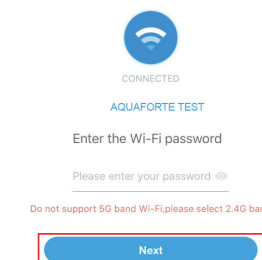 CONNECTED
AQUAFORTE TEST
Enter the Wi-Fi password
Please enter your password
Do not support 5G band Wi-Fi,please select 2.4G ba
Next